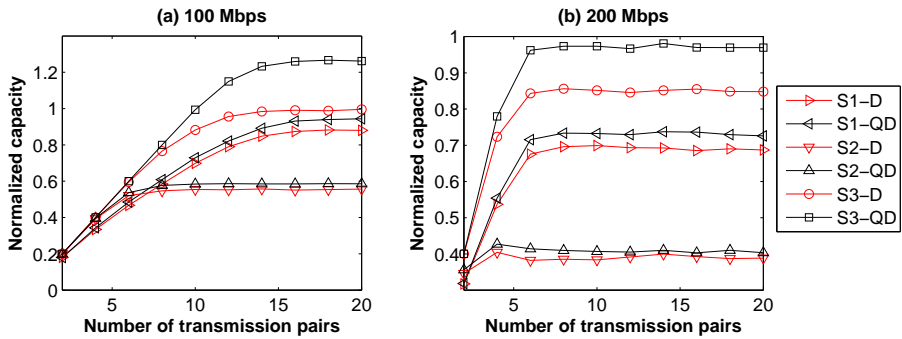 (a) 100 Mbps
Normalized capacity
1.4
1.2
1
0.8
0.6
0.4
0.2
0
5
10
15
20
Number of transmission pairs
(b) 200 Mbps
Normalized capacity
1
0.9
0.8
0.7
0.6
0.5
0.4
5
10
15
20
Number of transmission pairs
S1−D
S1−QD
S2−D
S2−QD
S3−D
S3−QD